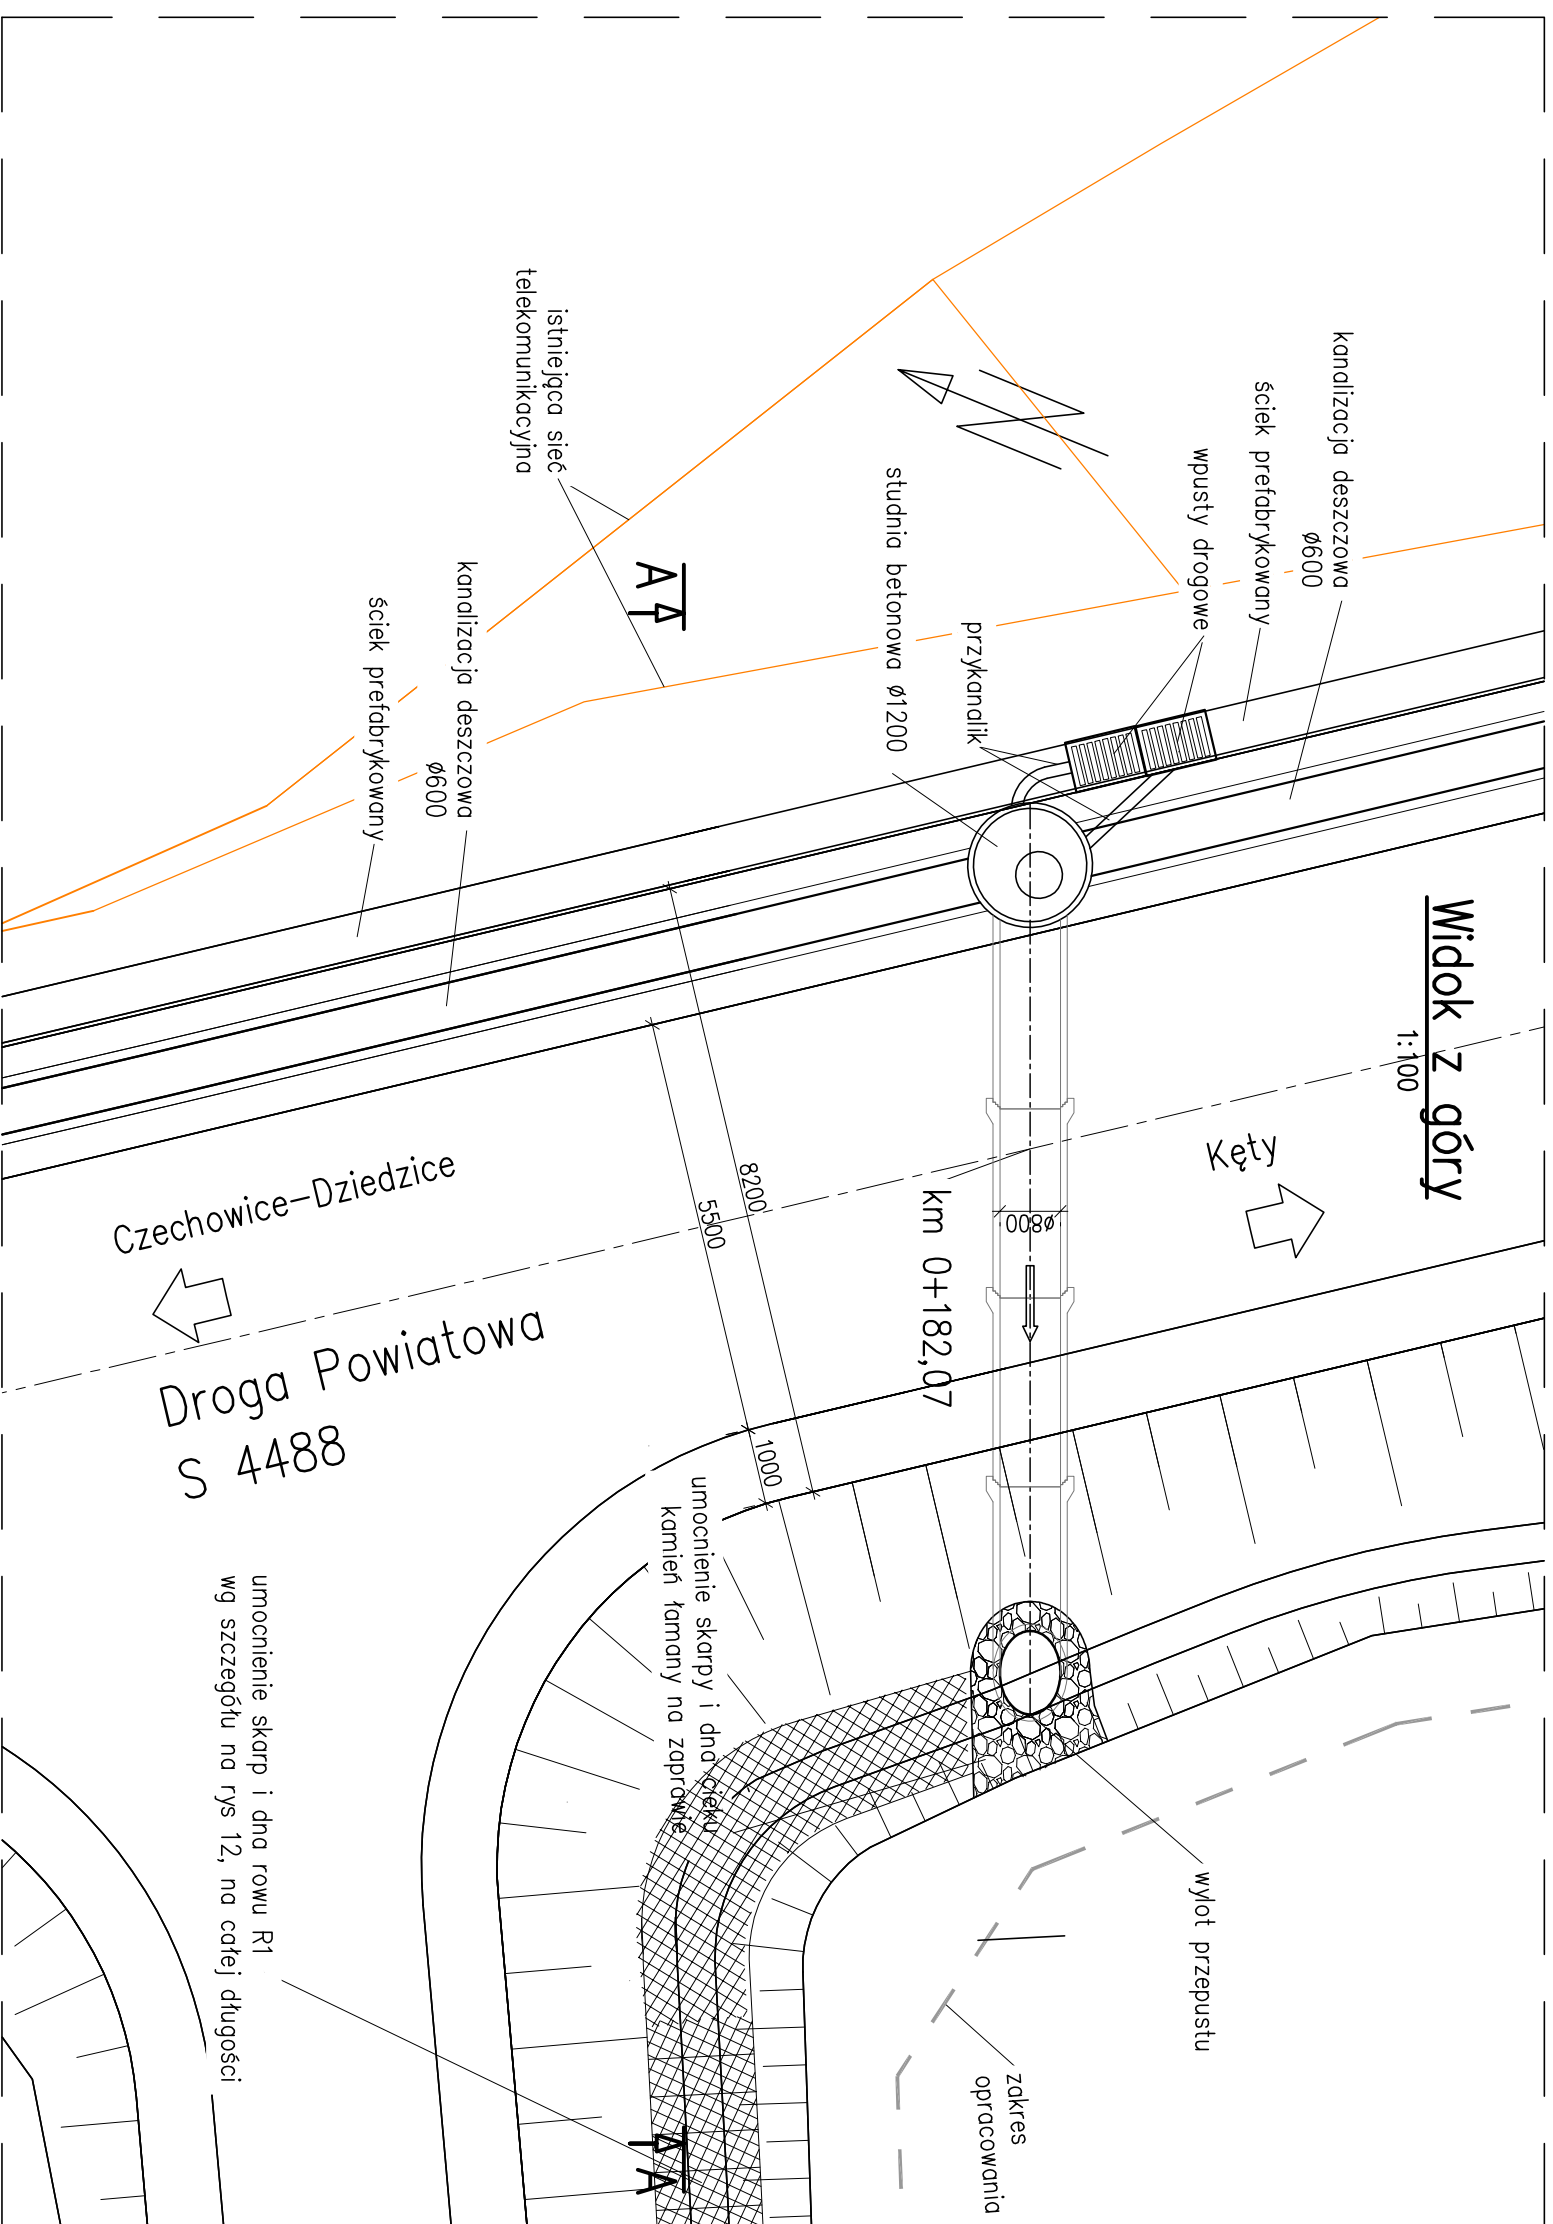 Widok z góry
1:100
kanalizacja deszczowa
ø600
ściek prefabrykowany
wpusty drogowe
przykanalik
studnia betonowa ø1200
istniejąca sieć
telekomunikacyjna
A
kanalizacja deszczowa
ø600
ściek prefabrykowany
Kęty
km 0+182,07
ø800
8200
5500
1000
Czechowice-Dziedzice
Droga Powiatowa
S 4488
umocnienie skarpy i dna cieku
kamień łamany na zaprawie
umocnienie skarp i dna rowu R1
wg szczegółu na rys 12, na całej długości
wylot przepustu
zakres
opracowania
A